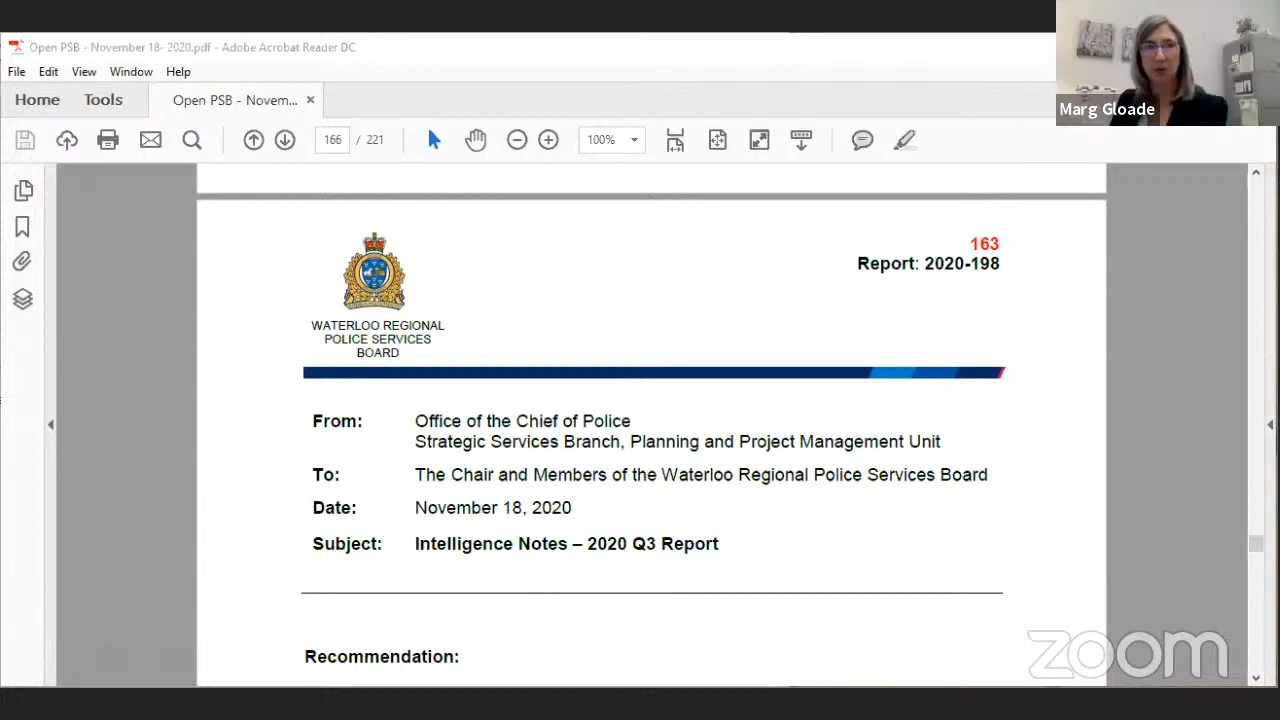 Open PSB - November 18- 2020.pdf - Adobe Acrobat Reader DC
File Edit View Window Help
Home Tools Open PSB - Novem... ×
166 / 221 100%
Marg Gloade
163
Report: 2020-198
WATERLOO REGIONAL
POLICE SERVICES
BOARD
From: Office of the Chief of Police
Strategic Services Branch, Planning and Project Management Unit
To: The Chair and Members of the Waterloo Regional Police Services Board
Date: November 18, 2020
Subject: Intelligence Notes – 2020 Q3 Report
Recommendation:
zoom